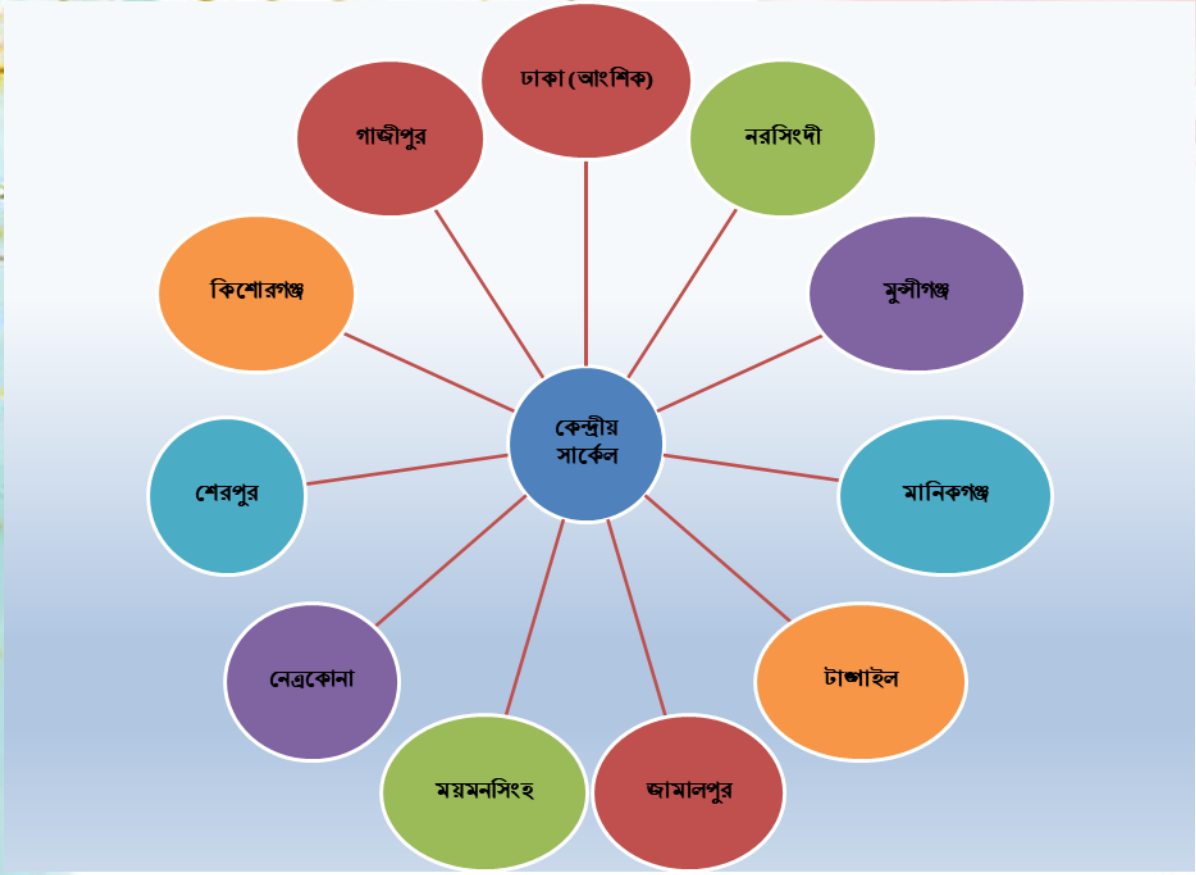 ঢাকা (আংশিক)
নরসিংদী
মুন্সীগঞ্জ
মানিকগঞ্জ
টাঙ্গাইল
জামালপুর
ময়মনসিংহ
নেত্রকোনা
শেরপুর
কিশোরগঞ্জ
গাজীপুর
কেন্দ্রীয়
সার্কেল